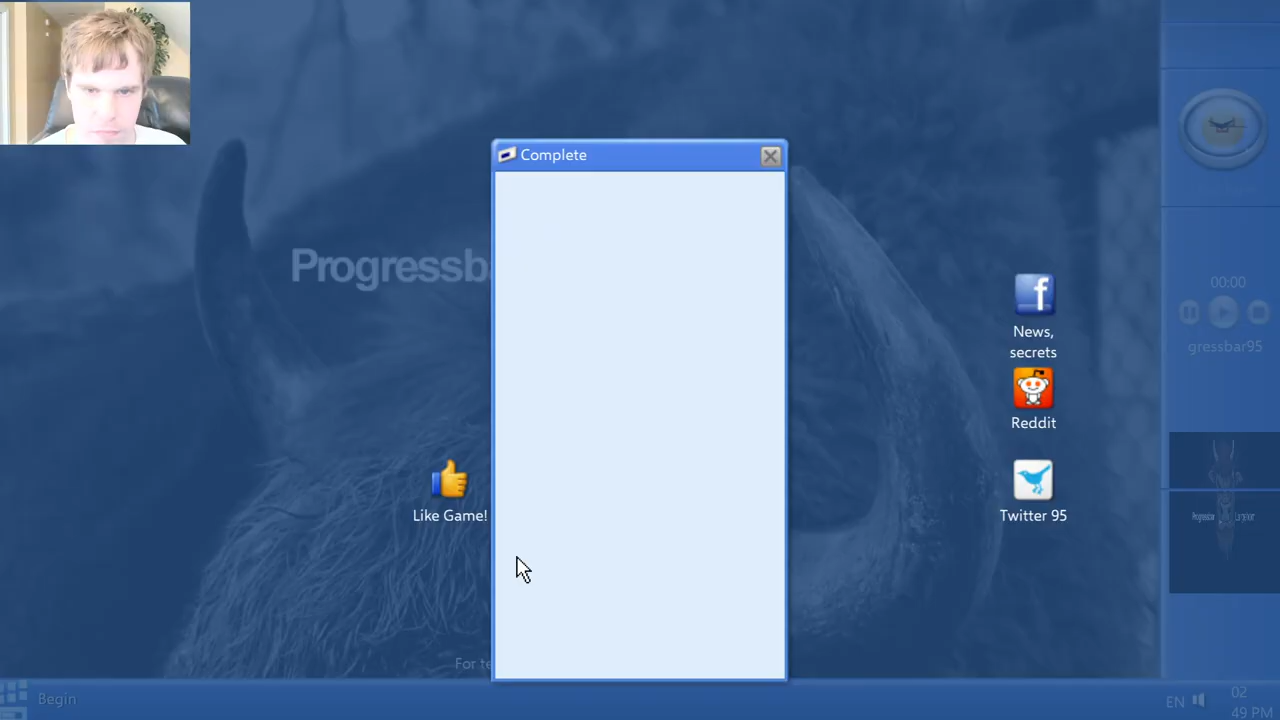 Complete
Progressb
00:00
gressbar95
News,
secrets
Reddit
Like Game!
Twitter 95
For te
Begin
EN
02
49 PM